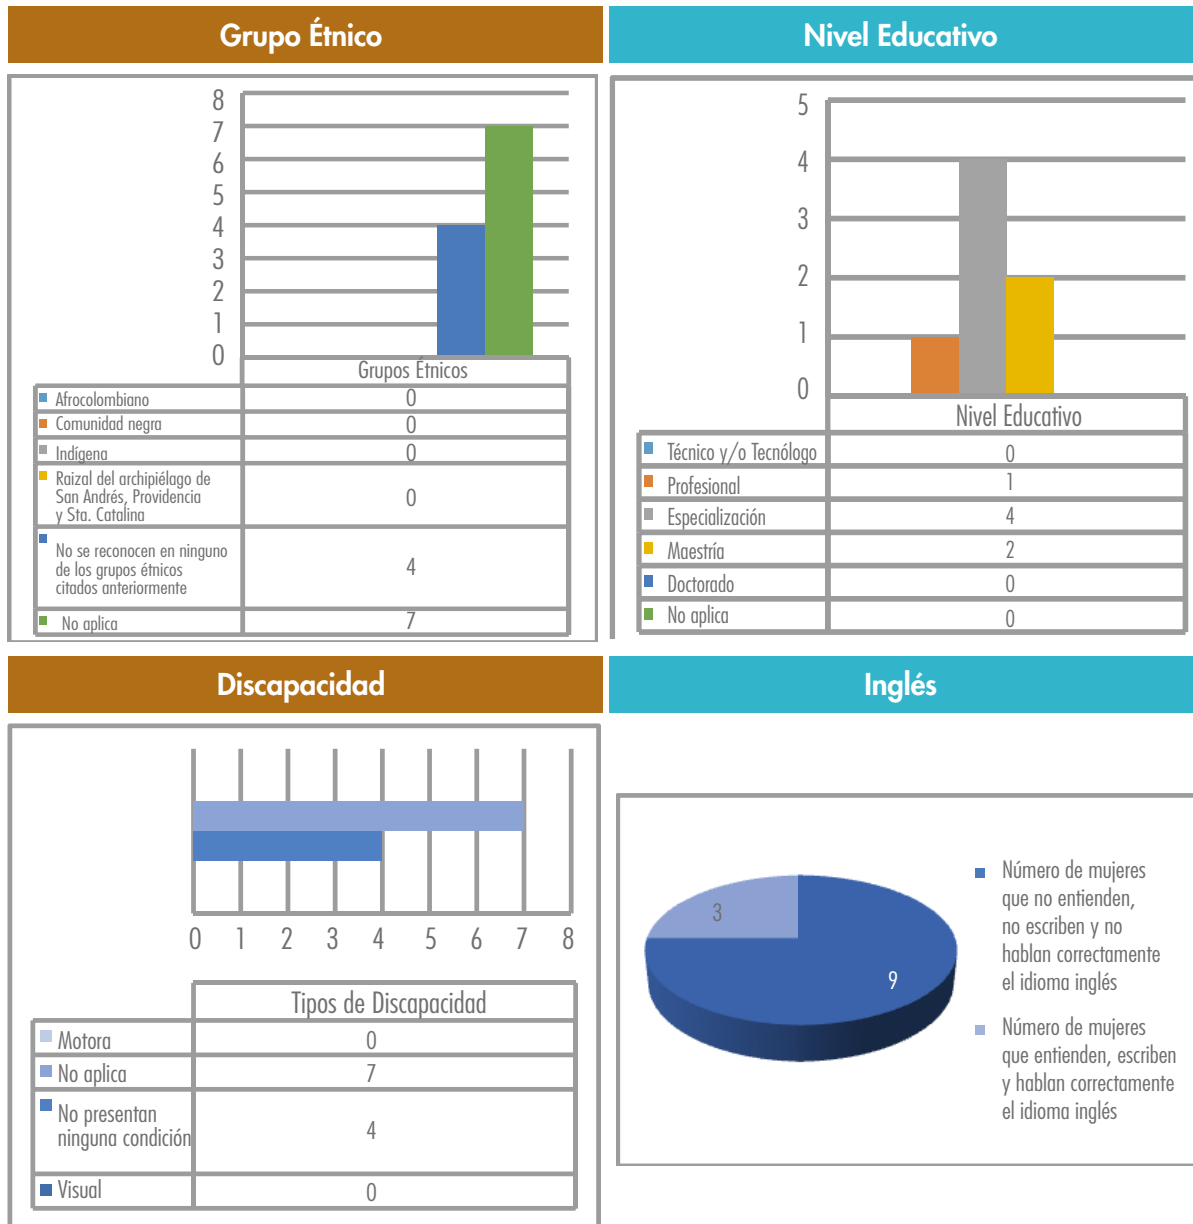 Grupo Étnico
8
7
6
5
4
3
2
1
0
Grupos Étnicos
Afrocolombiano 0
Comunidad negra 0
Indígena 0
Raizal del archipiélago de
San Andrés, Providencia
y Sta. Catalina
0
No se reconocen en ninguno
de los grupos étnicos
citados anteriormente
4
No aplica 7
Nivel Educativo
5
4
3
2
1
0
Nivel Educativo
Técnico y/o Tecnólogo 0
Profesional 1
Especialización 4
Maestría 2
Doctorado 0
No aplica 0
Discapacidad
0 1 2 3 4 5 6 7 8
Tipos de Discapacidad
Motora 0
No aplica 7
No presentan
ninguna condición
4
Visual 0
Inglés
3
9
Número de mujeres
que no entienden,
no escriben y no
hablan correctamente
el idioma inglés
Número de mujeres
que entienden, escriben
y hablan correctamente
el idioma inglés